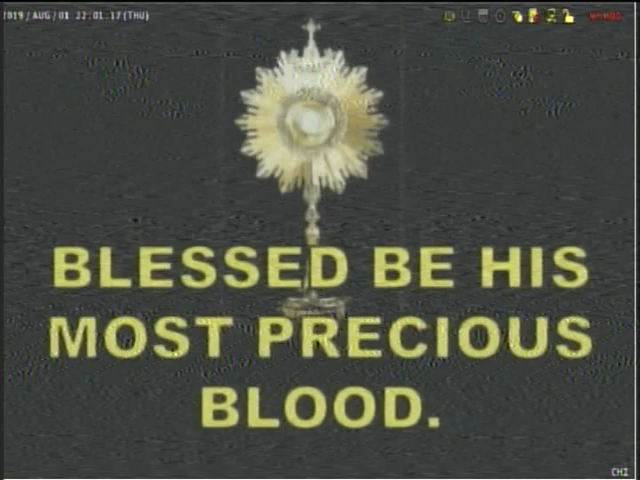 2019/AUG/01 22:01:17(THU)
BLESSED BE HIS
MOST PRECIOUS
BLOOD.
CH2